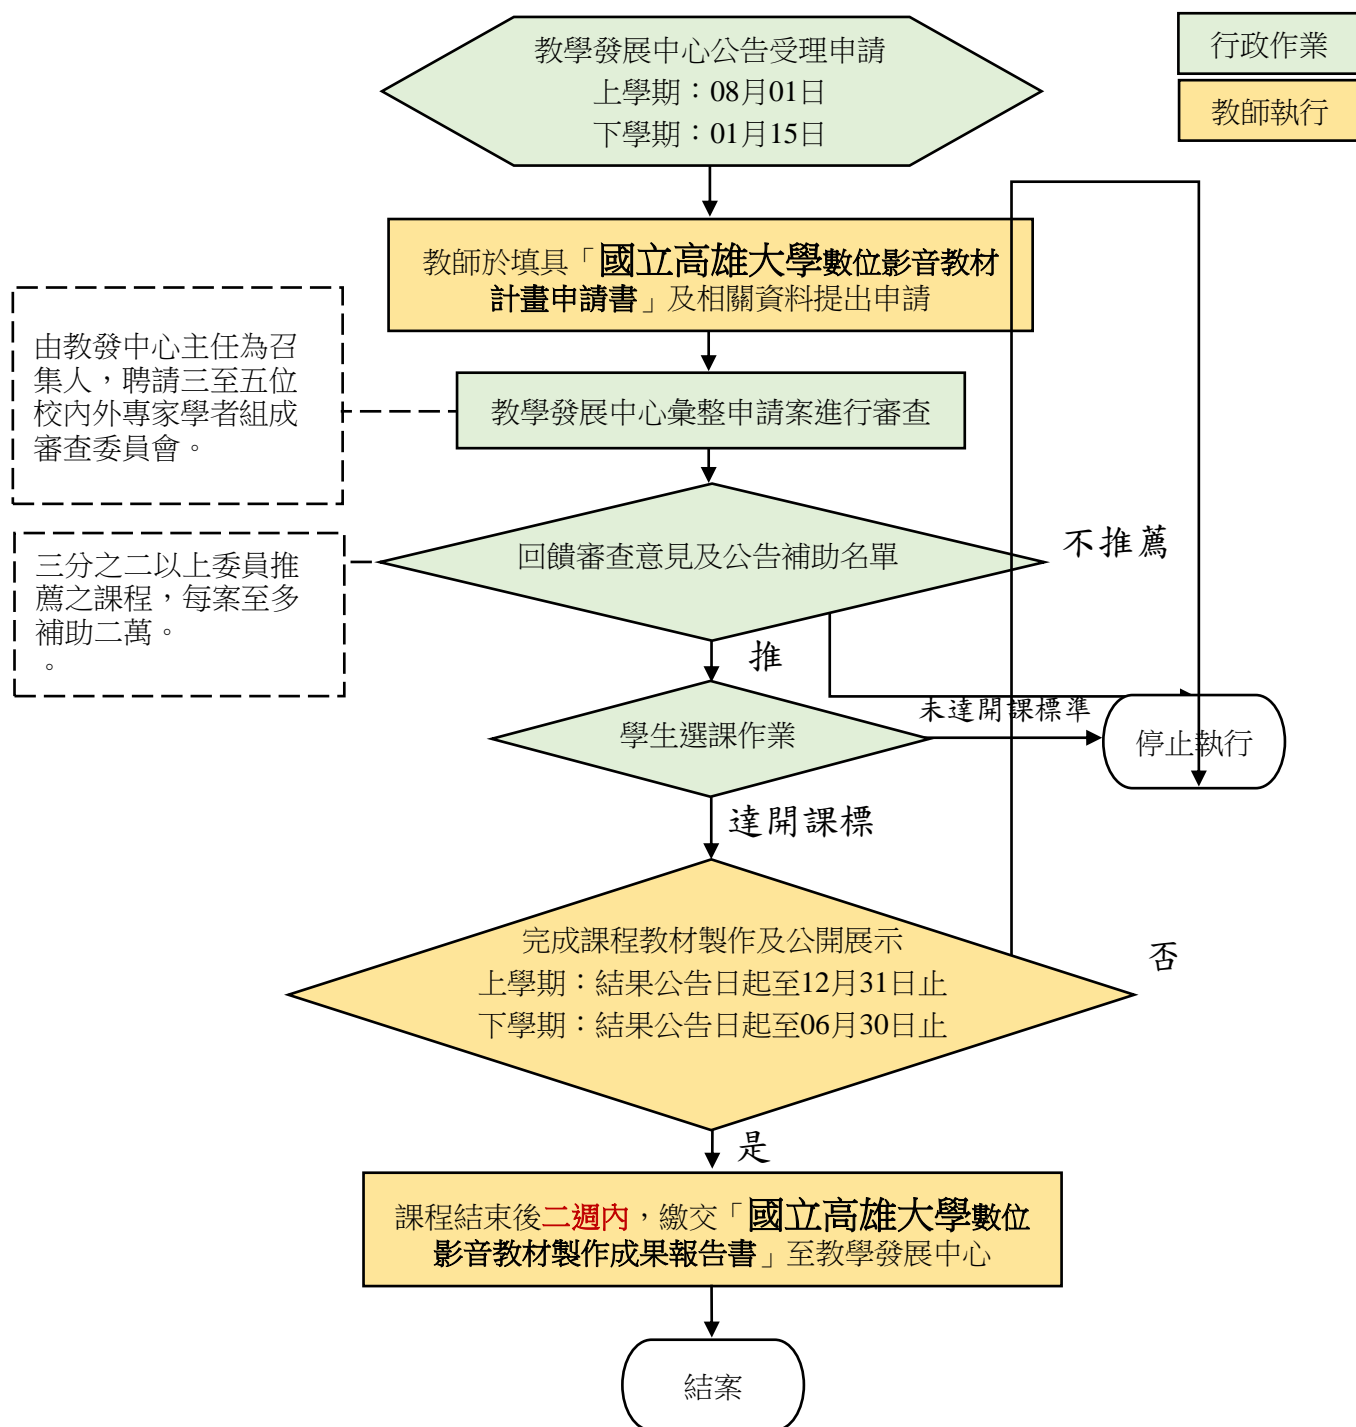 教學發展中心公告受理申請
上學期：08月01日
下學期：01月15日
行政作業
教師執行
教師於填具「國立高雄大學數位影音教材
計畫申請書」及相關資料提出申請
由教發中心主任為召
集人，聘請三至五位
校內外專家學者組成
審查委員會。
教學發展中心彙整申請案進行審查
三分之二以上委員推
薦之課程，每案至多
補助二萬。
。
回饋審查意見及公告補助名單
不推薦
推
學生選課作業
未達開課標準
停止執行
達開課標
完成課程教材製作及公開展示
上學期：結果公告日起至12月31日止
下學期：結果公告日起至06月30日止
否
是
課程結束後二週內，繳交「國立高雄大學數位
影音教材製作成果報告書」至教學發展中心
結案